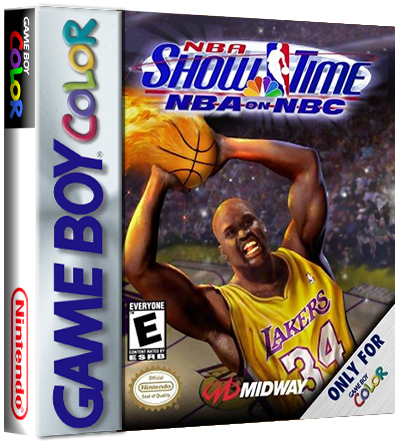 GAME BOY
COLOR
Nintendo
GAME BOY COLOR
NBA
SHOWTIME
NBA ON NBC
LAKERS
34
EVERYONE
E
CONTENT RATED BY
ESRB
Official
Nintendo
Seal of Quality
MIDWAY
ONLY FOR
GAME BOY
COLOR